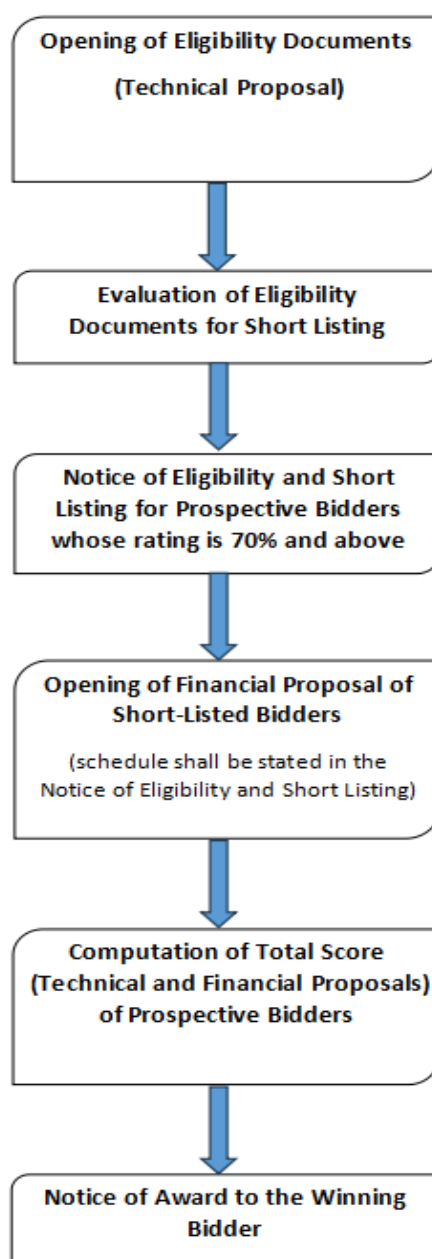 Opening of Eligibility Documents
(Technical Proposal)
Evaluation of Eligibility
Documents for Short Listing
Notice of Eligibility and Short
Listing for Prospective Bidders
whose rating is 70% and above
Opening of Financial Proposal of
Short-Listed Bidders
(schedule shall be stated in the
Notice of Eligibility and Short Listing)
Computation of Total Score
(Technical and Financial Proposals)
of Prospective Bidders
Notice of Award to the Winning
Bidder